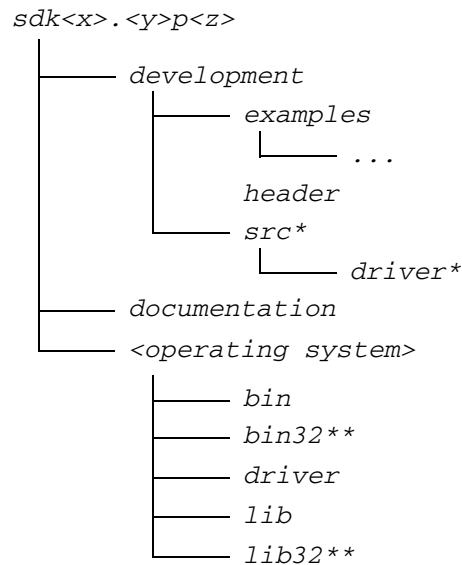 sdk<x>.<y>p<z>
development
examples
...
header
src*
driver*
documentation
<operating system>
bin
bin32**
driver
lib
lib32**